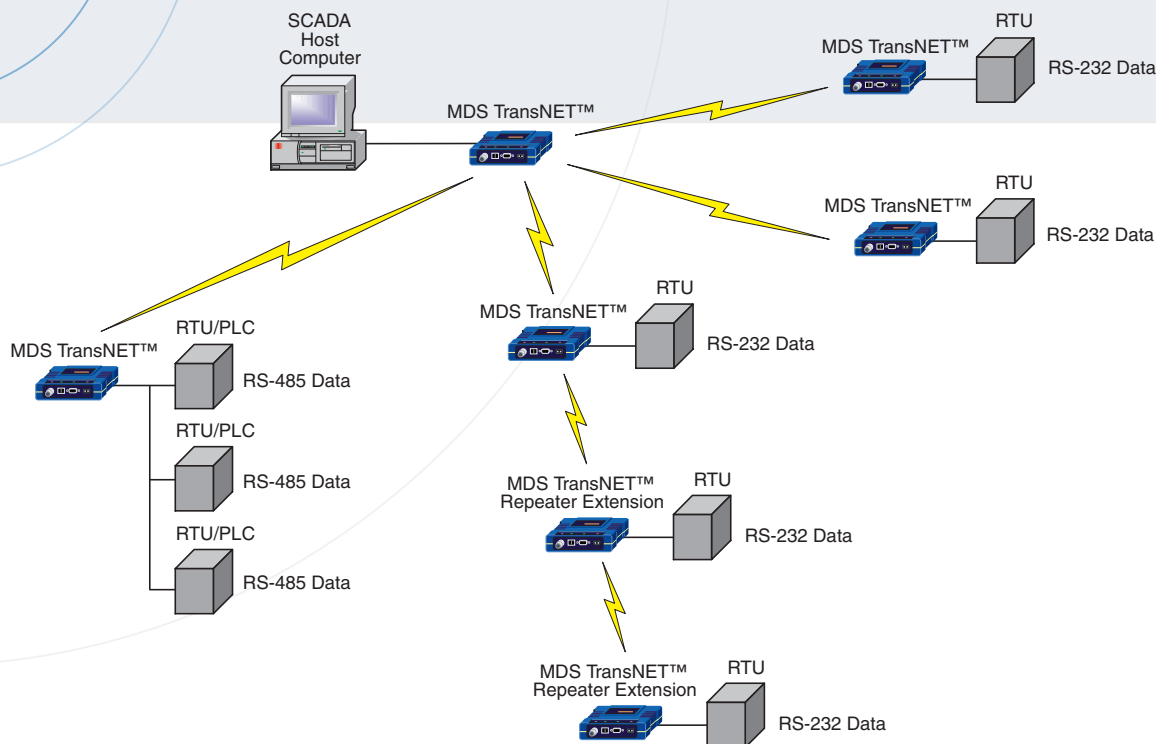 SCADA
Host
Computer
MDS TransNET™
MDS TransNET™
RTU
RS-232 Data
MDS TransNET™
RTU
RS-232 Data
MDS TransNET™
RTU/PLC
RS-485 Data
RTU/PLC
RS-485 Data
RTU/PLC
RS-485 Data
MDS TransNET™
RTU
RS-232 Data
MDS TransNET™
Repeater Extension
RTU
RS-232 Data
MDS TransNET™
Repeater Extension
RTU
RS-232 Data